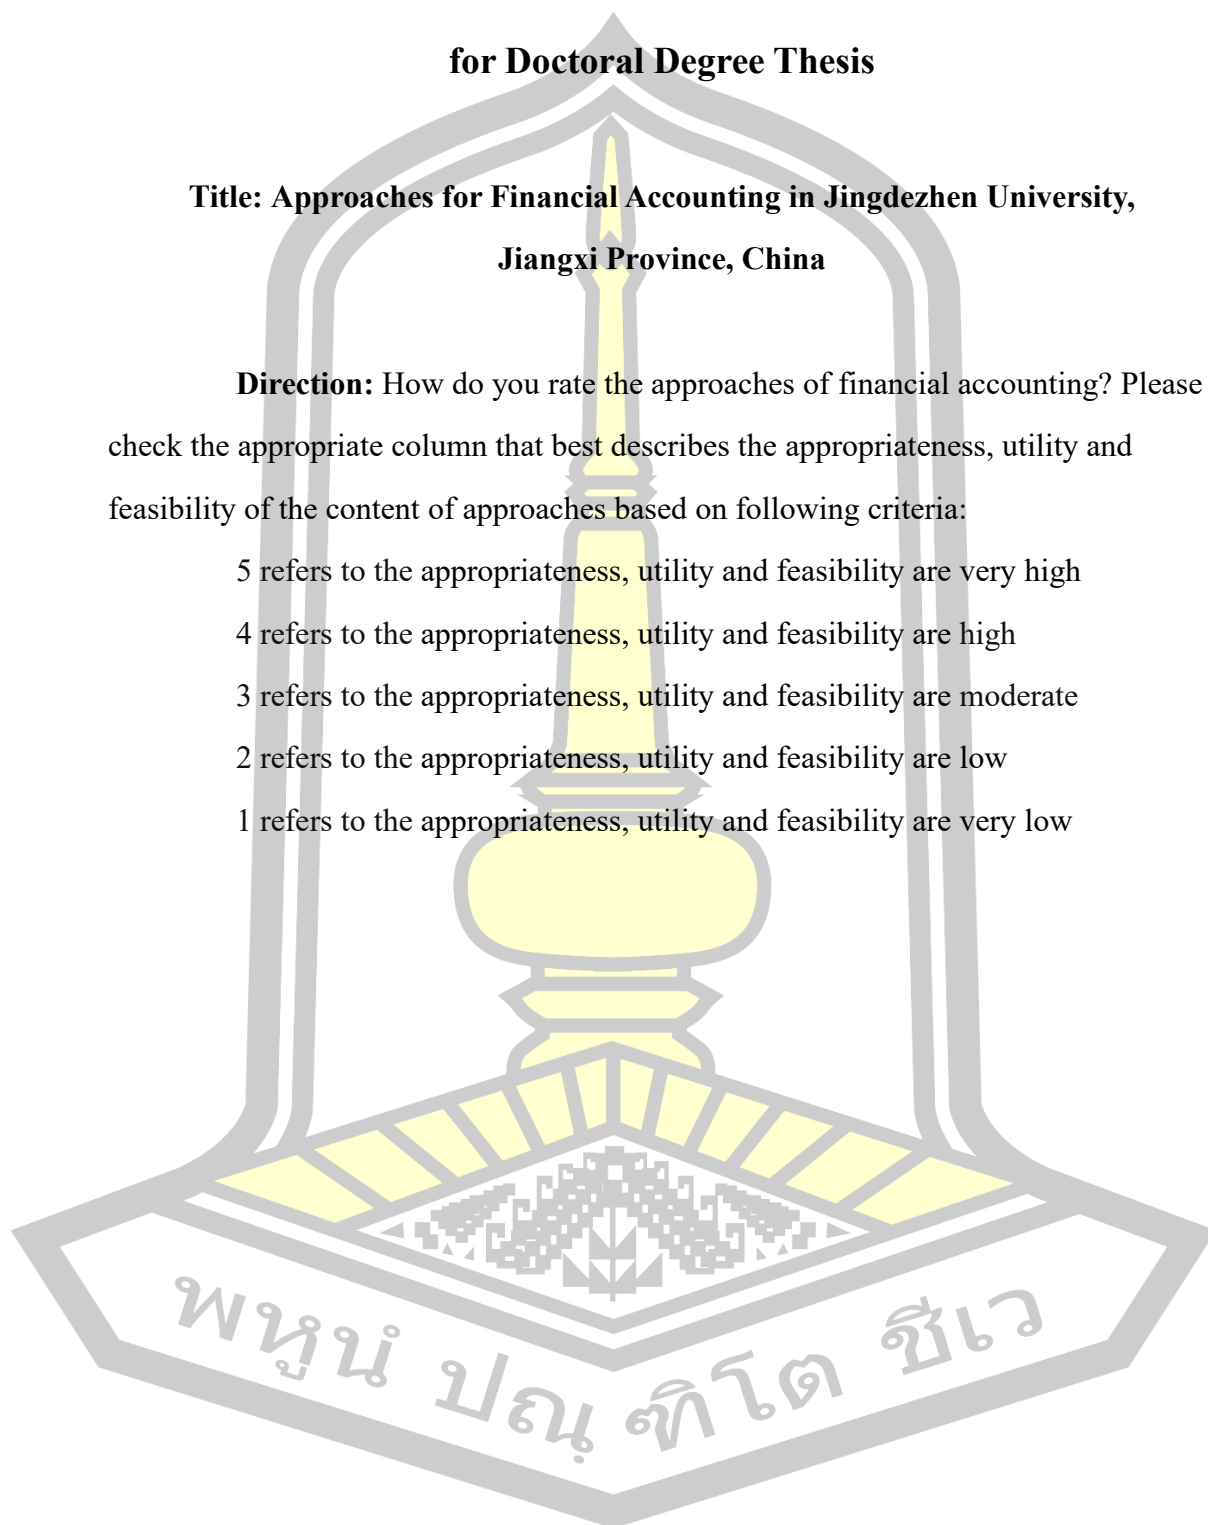 for Doctoral Degree Thesis
Title: Approaches for Financial Accounting in Jingdezhen University,
Jiangxi Province, China
Direction: How do you rate the approaches of financial accounting? Please
check the appropriate column that best describes the appropriateness, utility and
feasibility of the content of approaches based on following criteria:
5 refers to the appropriateness, utility and feasibility are very high
4 refers to the appropriateness, utility and feasibility are high
3 refers to the appropriateness, utility and feasibility are moderate
2 refers to the appropriateness, utility and feasibility are low
1 refers to the appropriateness, utility and feasibility are very low
พหูนํ ปณฺฑิโต ชีเว